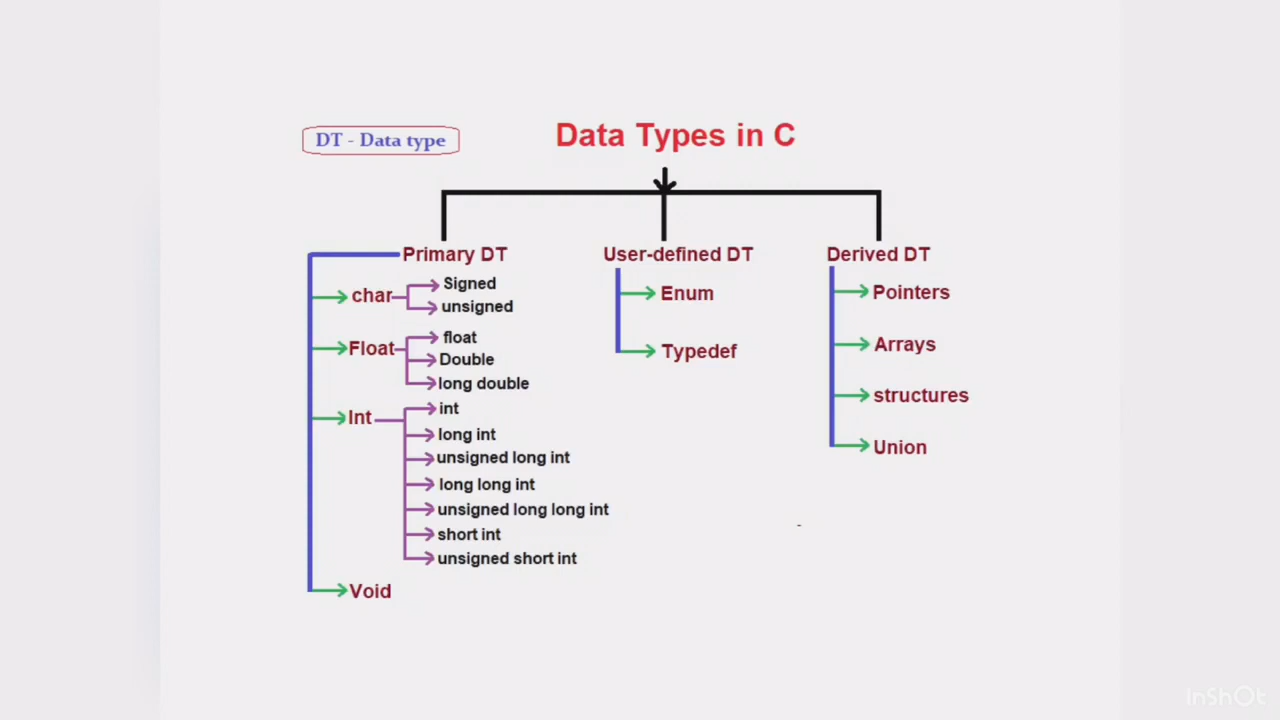 DT - Data type
Data Types in C
Primary DT
char
Signed
unsigned
Float
float
Double
long double
Int
int
long int
unsigned long int
long long int
unsigned long long int
short int
unsigned short int
Void
User-defined DT
Enum
Typedef
Derived DT
Pointers
Arrays
structures
Union
InShOt